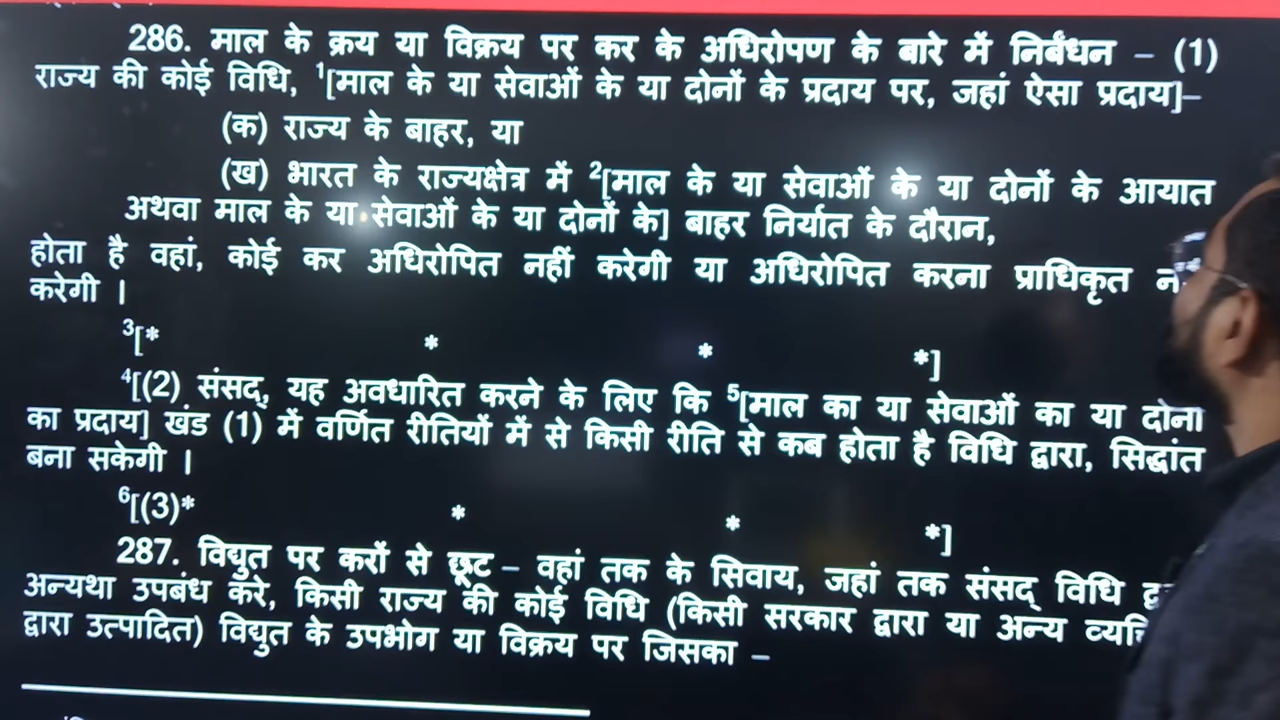 286. माल के क्रय या विक्रय पर कर के अधिरोपण के बारे में निर्बंधन – (1)
राज्य की कोई विधि, ¹[माल के या सेवाओं के या दोनों के प्रदाय पर, जहां ऐसा प्रदाय]–
(क) राज्य के बाहर, या
(ख) भारत के राज्यक्षेत्र में ²[माल के या सेवाओं के या दोनों के आयात
अथवा माल के या सेवाओं के या दोनों के] बाहर निर्यात के दौरान,
होता है वहां, कोई कर अधिरोपित नहीं करेगी या अधिरोपित करना प्राधिकृत
करेगी ।
³[* * * *]
⁴[(2) संसद्, यह अवधारित करने के लिए कि ⁵[माल का या सेवाओं का या दोनों
का प्रदाय] खंड (1) में वर्णित रीतियों में से किसी रीति से कब होता है विधि द्वारा, सिद्धांत
बना सकेगी ।
⁶[(3)* * * *]
287. विद्युत पर करों से छूट – वहां तक के सिवाय, जहां तक संसद् विधि
अन्यथा उपबंध करे, किसी राज्य की कोई विधि (किसी सरकार द्वारा या अन्य
द्वारा उत्पादित) विद्युत के उपभोग या विक्रय पर जिसका –